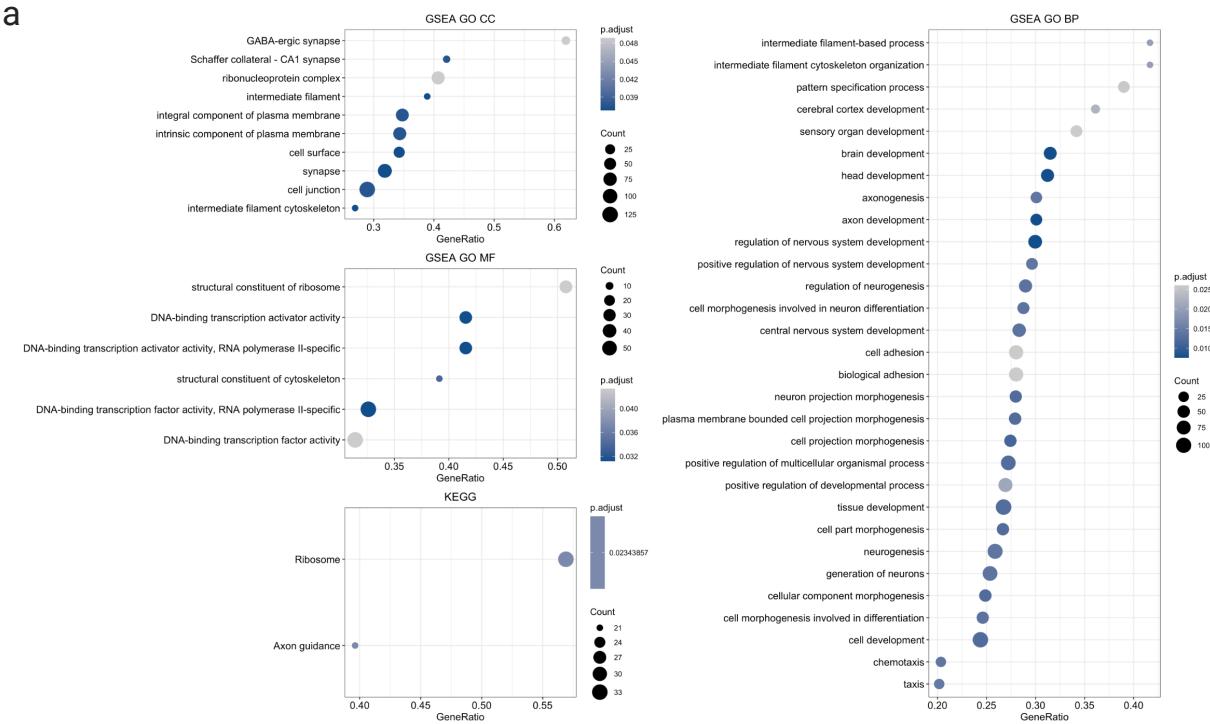 a
GSEA GO CC
GABA-ergic synapse
Schaffer collateral - CA1 synapse
ribonucleoprotein complex
intermediate filament
integral component of plasma membrane
intrinsic component of plasma membrane
cell surface
synapse
cell junction
intermediate filament cytoskeleton
0.3 0.4 0.5 0.6
GeneRatio
p.adjust
0.048
0.045
0.042
0.039
Count
25
50
75
100
125
GSEA GO MF
structural constituent of ribosome
DNA-binding transcription activator activity
DNA-binding transcription activator activity, RNA polymerase II-specific
structural constituent of cytoskeleton
DNA-binding transcription factor activity, RNA polymerase II-specific
DNA-binding transcription factor activity
0.35 0.40 0.45 0.50
GeneRatio
Count
10
20
30
40
50
p.adjust
0.040
0.036
0.032
KEGG
Ribosome
Axon guidance
0.40 0.45 0.50 0.55
GeneRatio
p.adjust
0.02343857
Count
21
24
27
30
33
GSEA GO BP
intermediate filament-based process
intermediate filament cytoskeleton organization
pattern specification process
cerebral cortex development
sensory organ development
brain development
head development
axonogenesis
axon development
regulation of nervous system development
positive regulation of nervous system development
regulation of neurogenesis
cell morphogenesis involved in neuron differentiation
central nervous system development
cell adhesion
biological adhesion
neuron projection morphogenesis
plasma membrane bounded cell projection morphogenesis
cell projection morphogenesis
positive regulation of multicellular organismal process
positive regulation of developmental process
tissue development
cell part morphogenesis
neurogenesis
generation of neurons
cellular component morphogenesis
cell morphogenesis involved in differentiation
cell development
chemotaxis
taxis
0.20 0.25 0.30 0.35 0.40
GeneRatio
p.adjust
0.025
0.020
0.015
0.010
Count
25
50
75
100